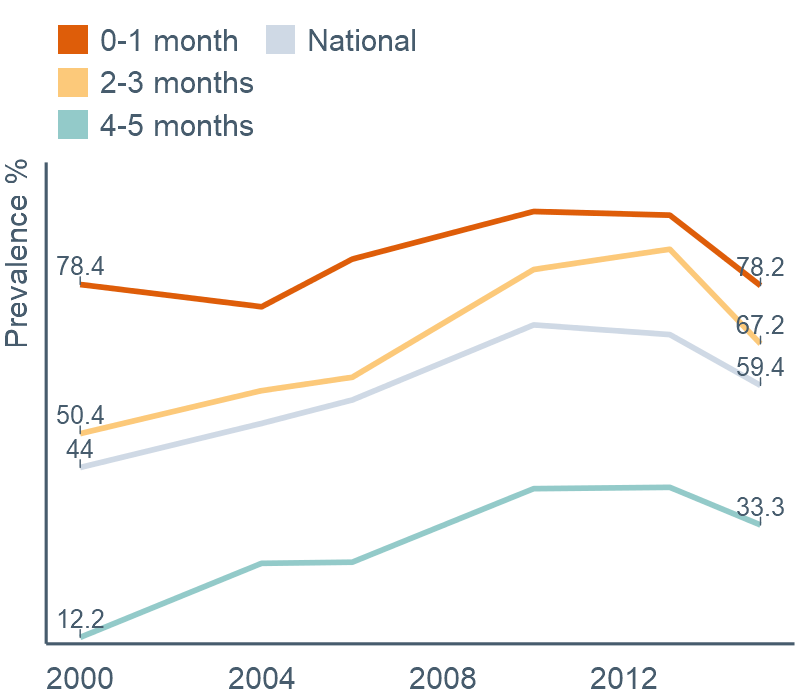 0-1 month National
2-3 months
4-5 months
Prevalence %
78.4
78.2
67.2
59.4
50.4
44
33.3
12.2
2000 2004 2008 2012